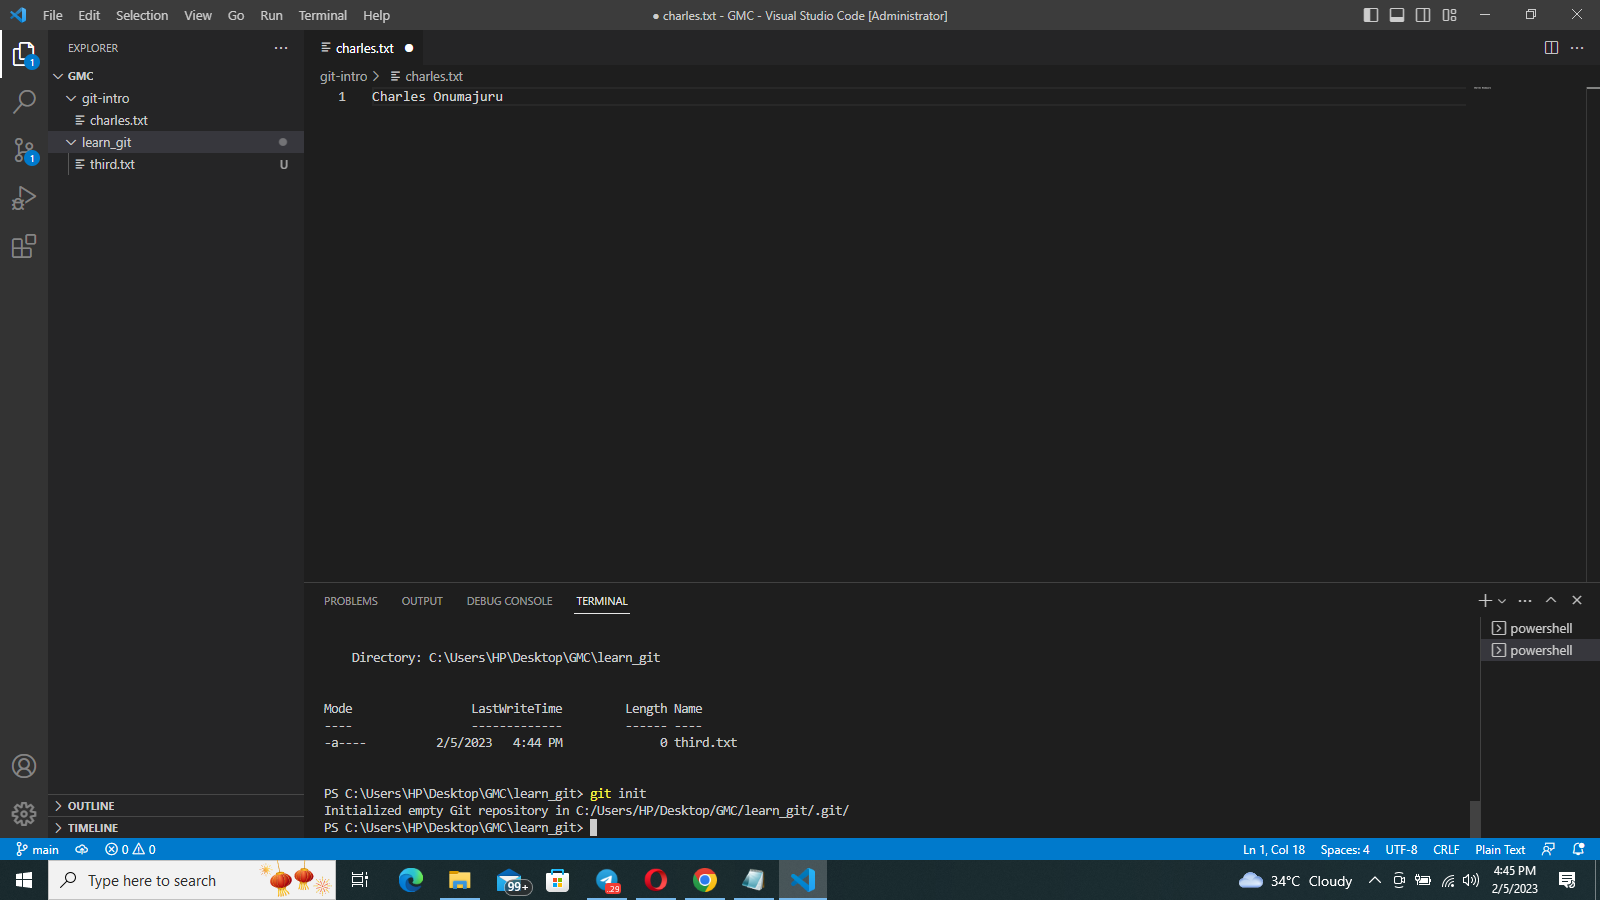 File Edit Selection View Go Run Terminal Help
● charles.txt - GMC - Visual Studio Code [Administrator]
EXPLORER
GMC
git-intro
charles.txt
learn_git
third.txt U
1
1
OUTLINE
TIMELINE
charles.txt
git-intro > charles.txt
1 Charles Onumajuru
PROBLEMS OUTPUT DEBUG CONSOLE TERMINAL
Directory: C:\Users\HP\Desktop\GMC\learn_git
Mode LastWriteTime Length Name
---- ------------- ------ ----
-a---- 2/5/2023 4:44 PM 0 third.txt
PS C:\Users\HP\Desktop\GMC\learn_git> git init
Initialized empty Git repository in C:/Users/HP/Desktop/GMC/learn_git/.git/
PS C:\Users\HP\Desktop\GMC\learn_git>
powershell
powershell
main 0 0
Ln 1, Col 18 Spaces: 4 UTF-8 CRLF Plain Text
Type here to search
99+
29
34°C Cloudy
4:45 PM
2/5/2023